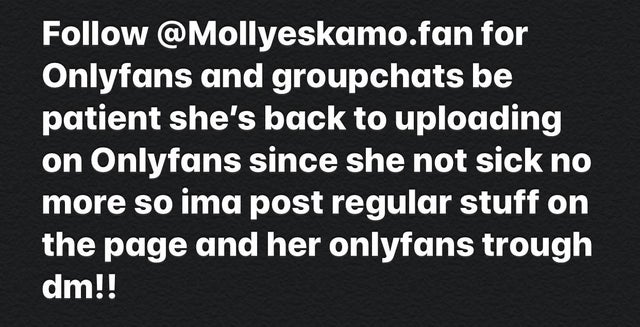 Follow @Mollyeskamo.fan for
Onlyfans and groupchats be
patient she's back to uploading
on Onlyfans since she not sick no
more so ima post regular stuff on
the page and her onlyfans trough
dm!!